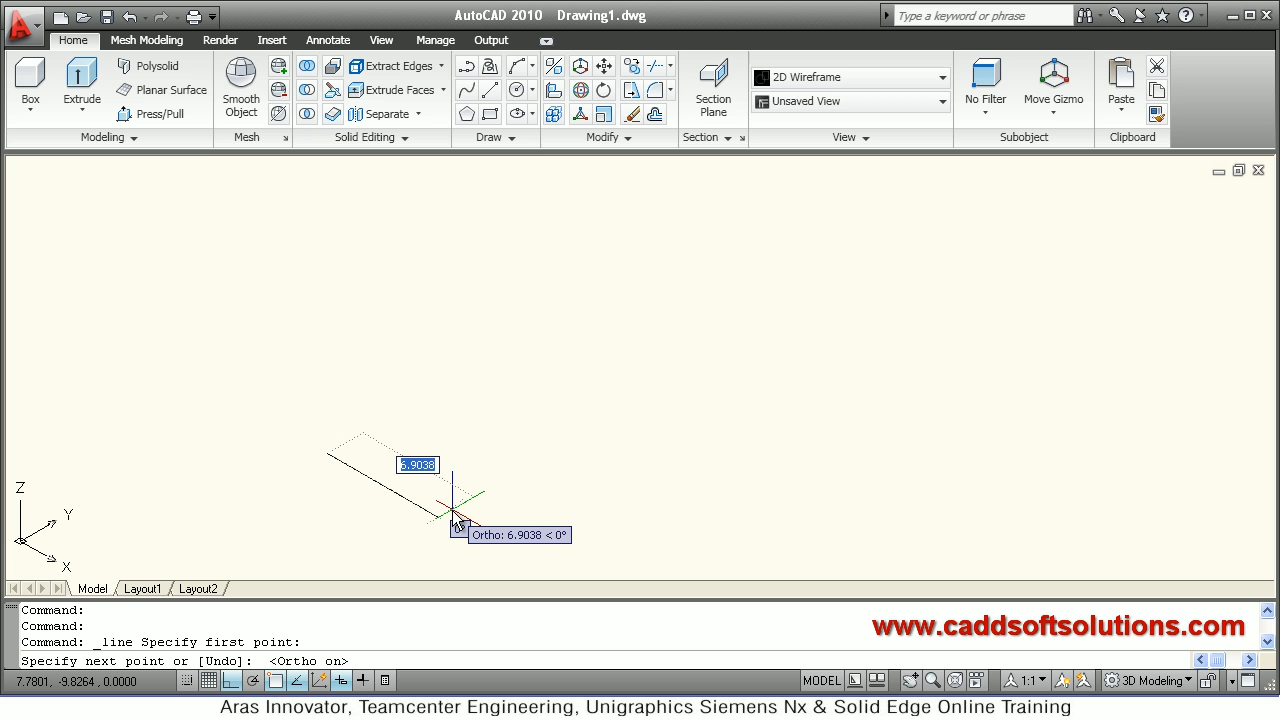 AutoCAD 2010 Drawing1.dwg
Type a keyword or phrase
Home Mesh Modeling Render Insert Annotate View Manage Output
Box
Extrude
Polysolid
Planar Surface
Press/Pull
Modeling
Smooth
Object
Mesh
Extract Edges
Extrude Faces
Separate
Solid Editing
Draw
Modify
Section
Plane
Section
2D Wireframe
Unsaved View
View
No Filter
Move Gizmo
Subobject
Paste
Clipboard
6.9038
Ortho: 6.9038 < 0°
Z
Y
X
Model Layout1 Layout2
Command:
Command:
Command: _line Specify first point:
Specify next point or [Undo]: <Ortho on>
www.caddsoftsolutions.com
7.7801, -9.8264, 0.0000
MODEL
1:1
3D Modeling
Aras Innovator, Teamcenter Engineering, Unigraphics Siemens Nx & Solid Edge Online Training